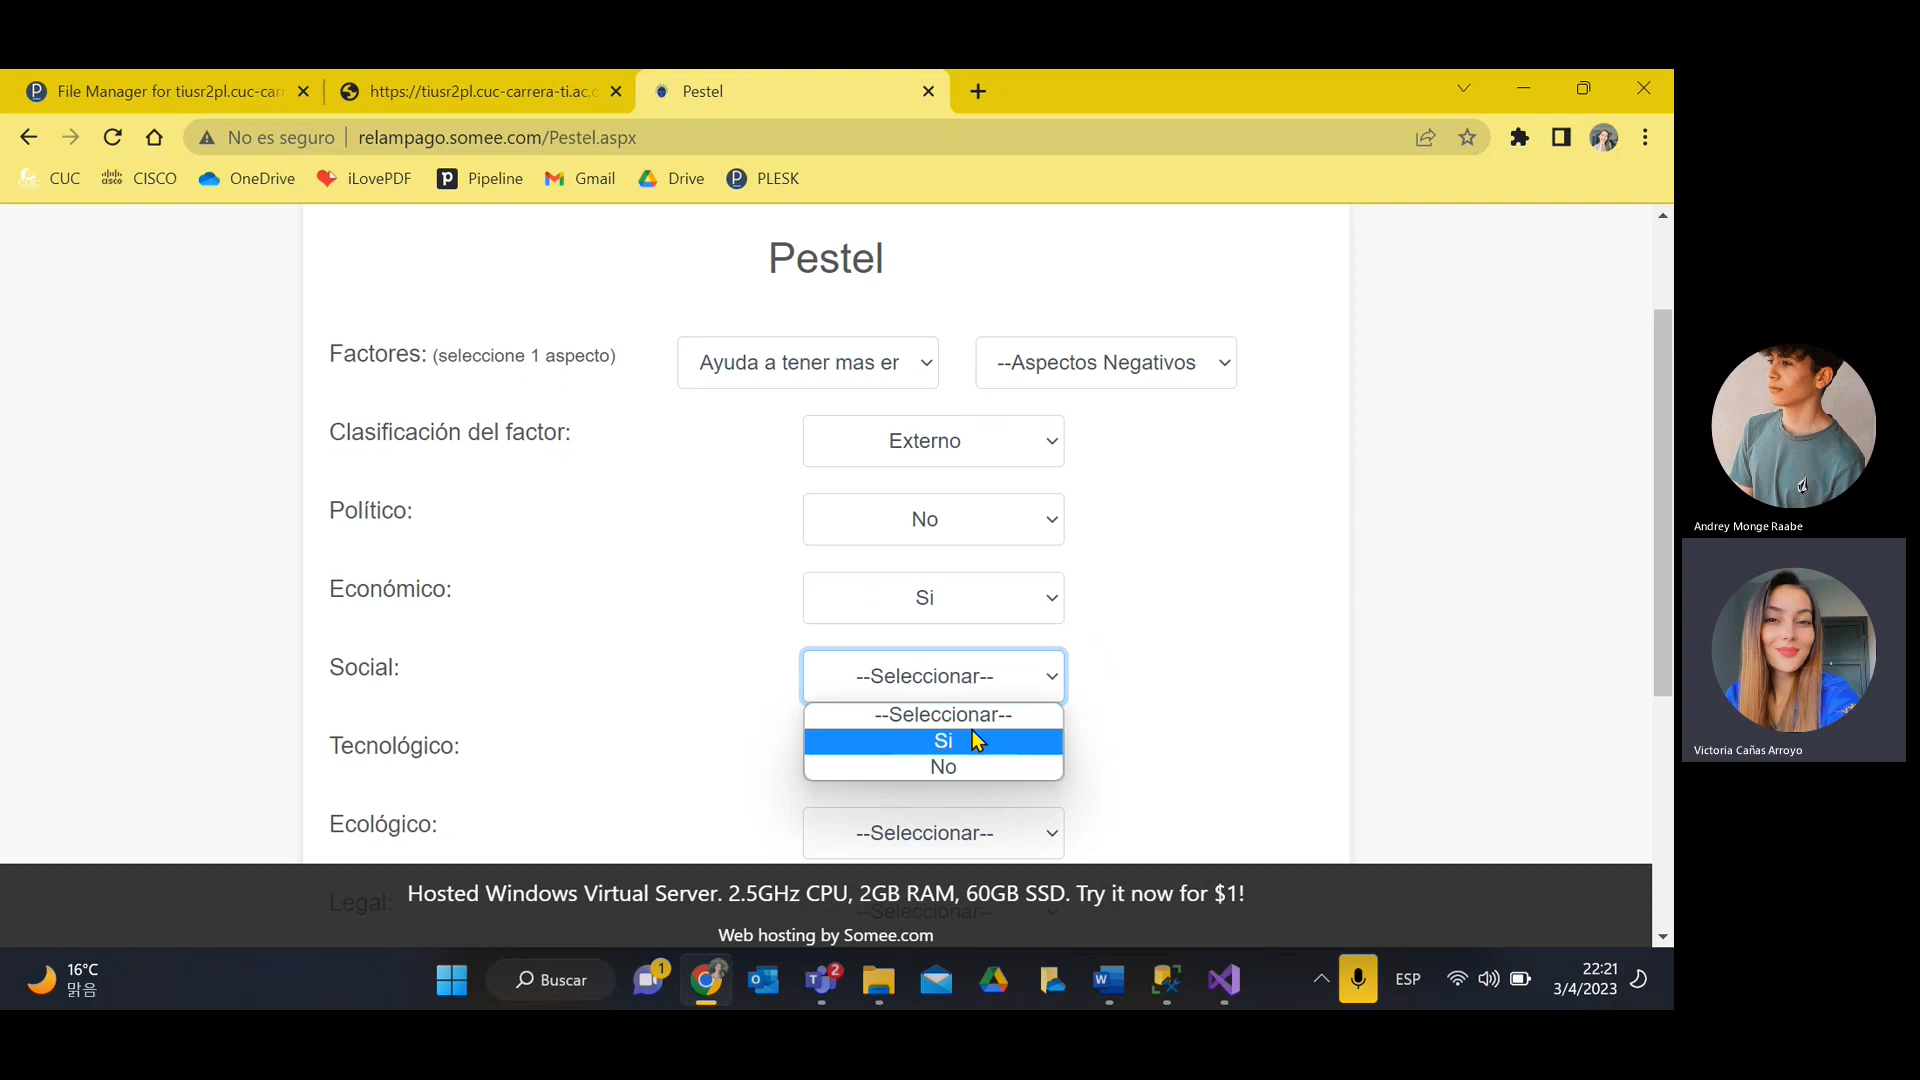 File Manager for tiusr2pl.cuc-carr
https://tiusr2pl.cuc-carrera-ti.ac.c
Pestel
No es seguro
relampago.somee.com/Pestel.aspx
CUC
CISCO
OneDrive
iLovePDF
Pipeline
Gmail
Drive
PLESK
Pestel
Factores: (seleccione 1 aspecto)
Ayuda a tener mas er
--Aspectos Negativos
Clasificación del factor:
Externo
Político:
No
Económico:
Si
Social:
--Seleccionar--
--Seleccionar--
Si
No
Tecnológico:
Ecológico:
--Seleccionar--
Legal:
--Seleccionar--
Hosted Windows Virtual Server. 2.5GHz CPU, 2GB RAM, 60GB SSD. Try it now for $1!
Web hosting by Somee.com
Andrey Monge Raabe
Victoria Cañas Arroyo
16°C
맑음
Buscar
1
2
ESP
22:21
3/4/2023